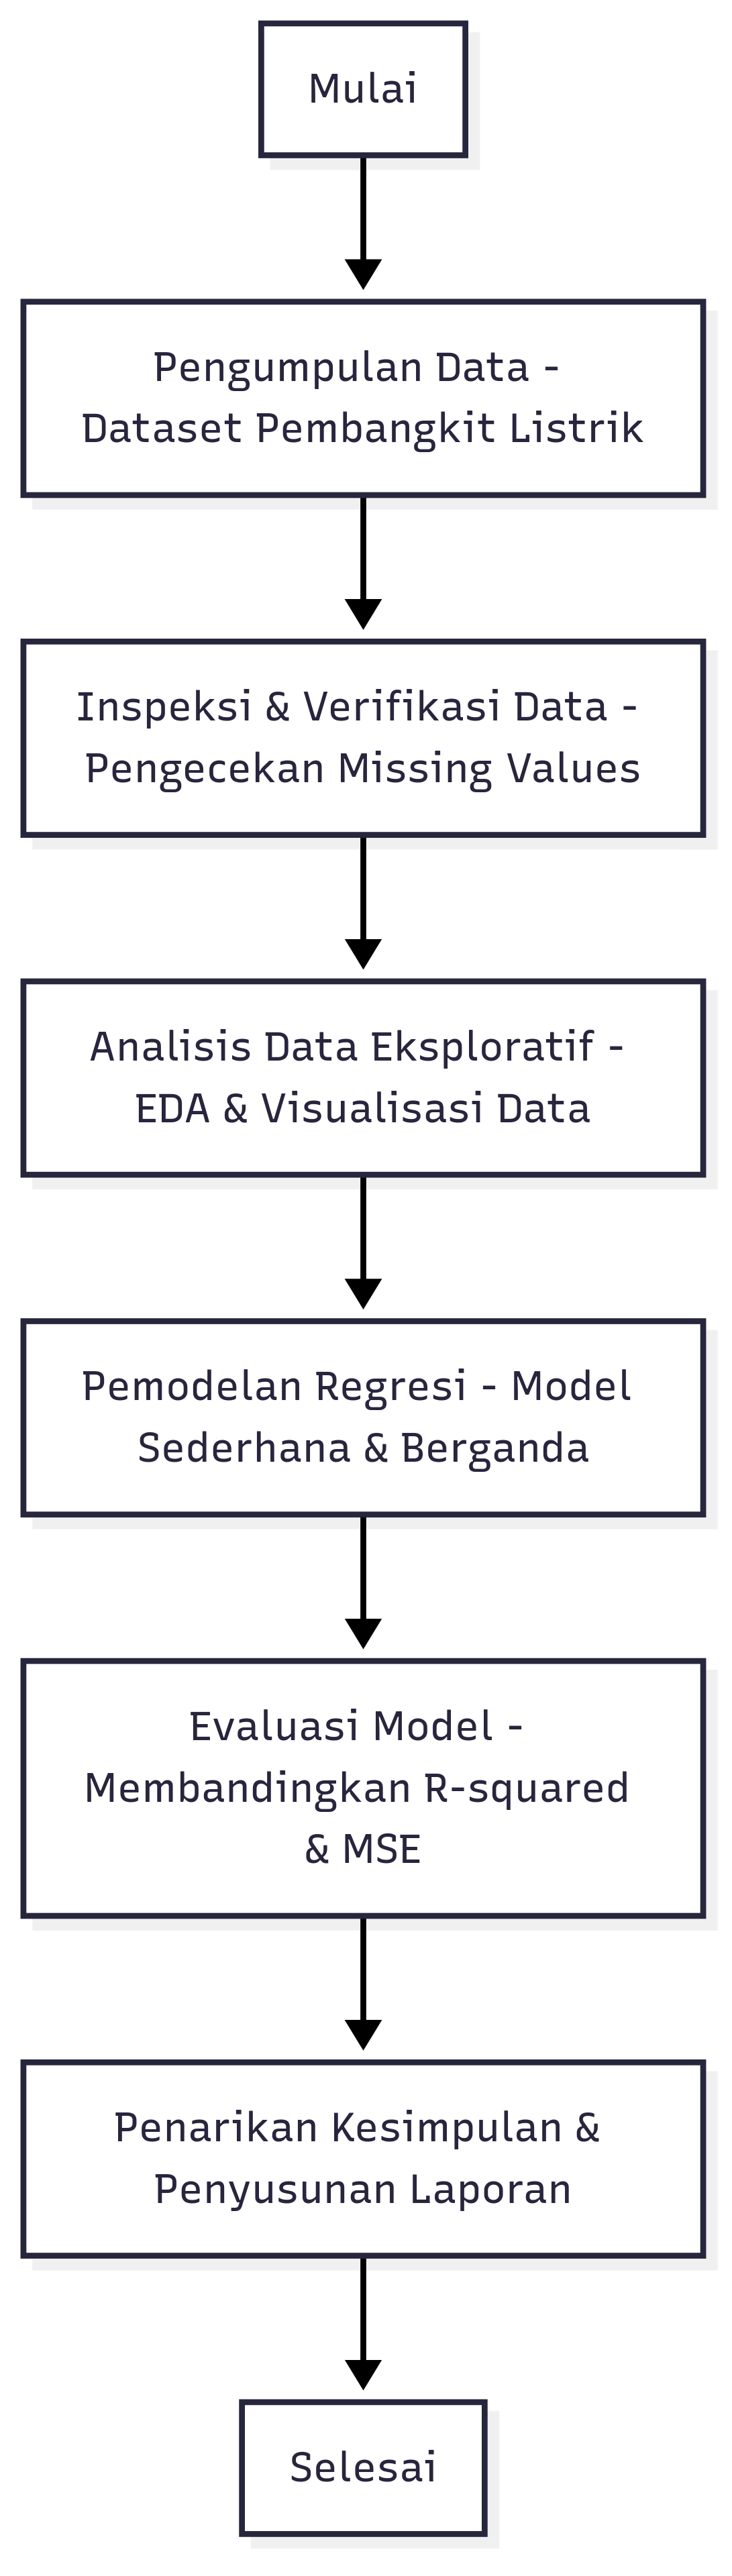 Mulai
Pengumpulan Data -
Dataset Pembangkit Listrik
Inspeksi & Verifikasi Data -
Pengecekan Missing Values
Analisis Data Eksploratif -
EDA & Visualisasi Data
Pemodelan Regresi - Model
Sederhana & Berganda
Evaluasi Model -
Membandingkan R-squared
& MSE
Penarikan Kesimpulan &
Penyusunan Laporan
Selesai